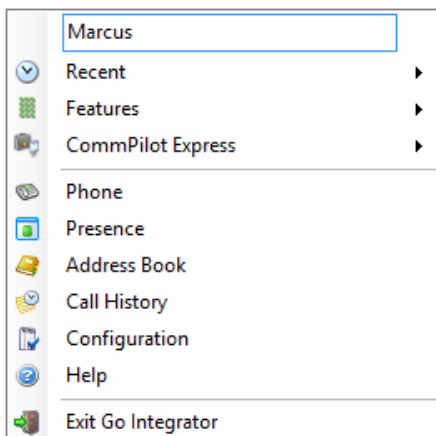 Marcus
Recent
Features
CommPilot Express
Phone
Presence
Address Book
Call History
Configuration
Help
Exit Go Integrator